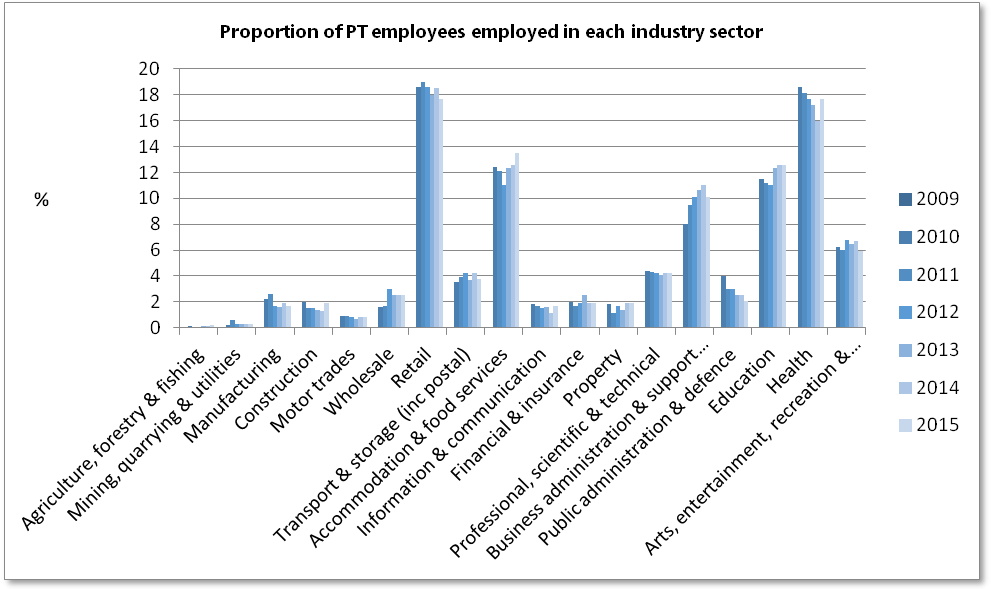 Proportion of PT employees employed in each industry sector
20
18
16
14
12
10
8
6
4
2
0
%
Agriculture, forestry & fishing
Mining, quarrying & utilities
Manufacturing
Construction
Motor trades
Wholesale
Retail
Transport & storage (inc postal)
Accommodation & food services
Information & communication
Financial & insurance
Property
Professional, scientific & technical
Business administration & support...
Public administration & defence
Education
Health
Arts, entertainment, recreation &...
2009
2010
2011
2012
2013
2014
2015